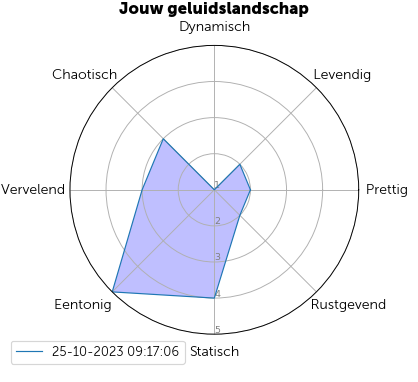 Jouw geluidslandschap
Dynamisch
Chaotisch
Levendig
Vervelend
1
Prettig
2
3
4
Eentonig
Rustgevend
5
25-10-2023 09:17:06
Statisch